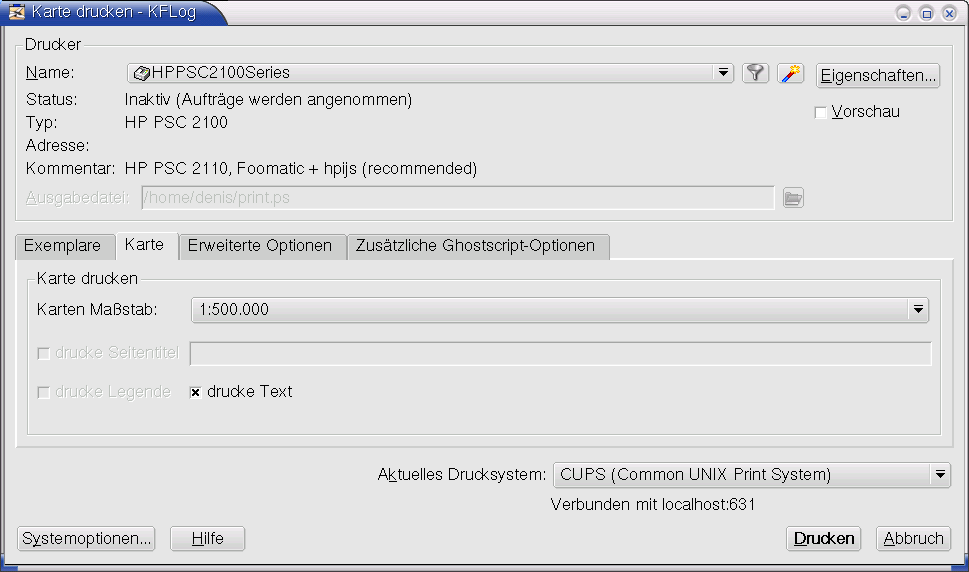 Karte drucken - KFLog
Drucker
Name: HPPSC2100Series Eigenschaften...
Status: Inaktiv (Aufträge werden angenommen)
Vorschau
Typ: HP PSC 2100
Adresse:
Kommentar: HP PSC 2110, Foomatic + hpijs (recommended)
Ausgabedatei: /home/denis/print.ps
Exemplare Karte Erweiterte Optionen Zusätzliche Ghostscript-Optionen
Karte drucken
Karten Maßstab: 1:500.000
drucke Seitentitel
drucke Legende drucke Text
Aktuelles Drucksystem: CUPS (Common UNIX Print System)
Verbunden mit localhost:631
Systemoptionen... Hilfe Drucken Abbruch